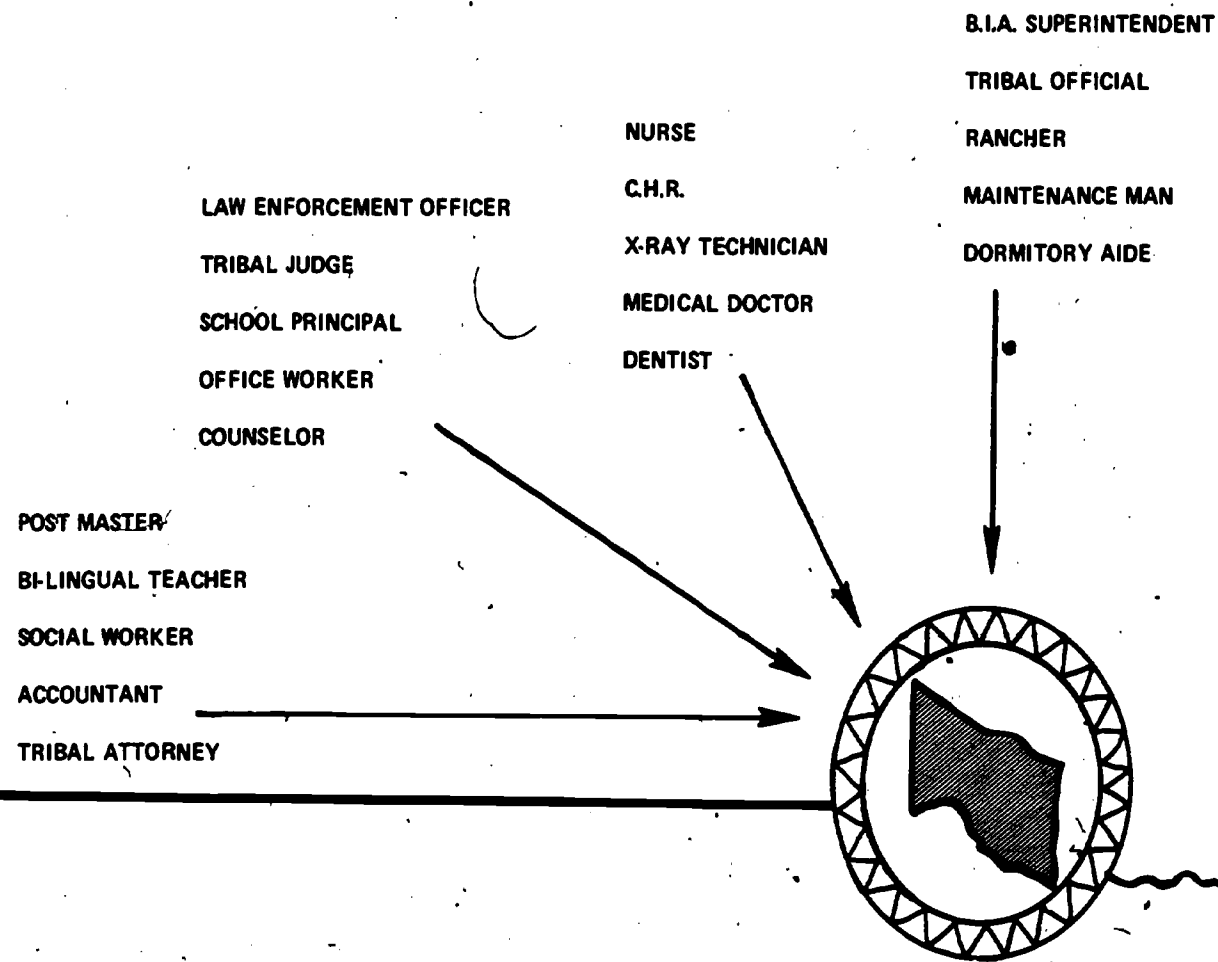 B.I.A. SUPERINTENDENT
TRIBAL OFFICIAL
RANCHER
MAINTENANCE MAN
DORMITORY AIDE
NURSE
C.H.R.
X-RAY TECHNICIAN
MEDICAL DOCTOR
DENTIST
LAW ENFORCEMENT OFFICER
TRIBAL JUDGE
SCHOOL PRINCIPAL
OFFICE WORKER
COUNSELOR
POST MASTER
BI-LINGUAL TEACHER
SOCIAL WORKER
ACCOUNTANT
TRIBAL ATTORNEY